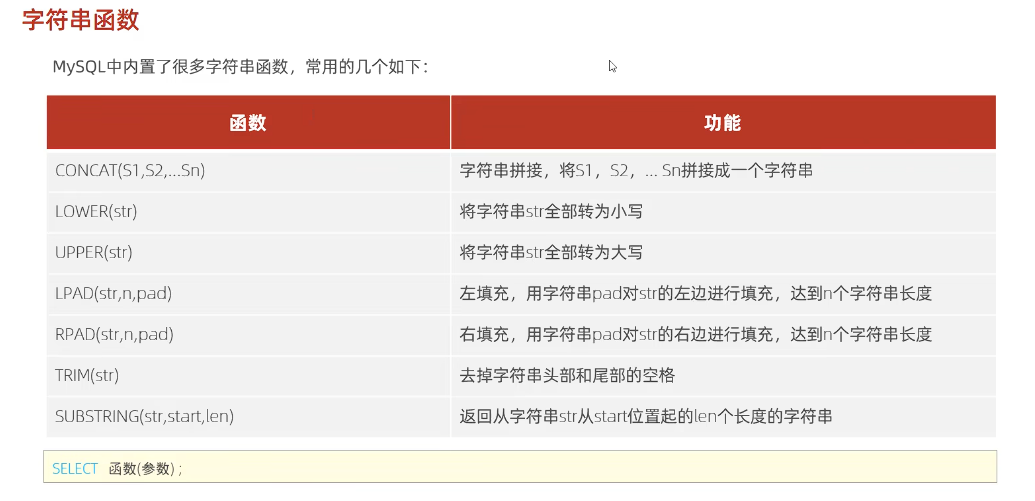 字符串函数
MySQL中内置了很多字符串函数，常用的几个如下：
函数 功能
CONCAT(S1,S2,...Sn) 字符串拼接，将S1，S2，... Sn拼接成一个字符串
LOWER(str) 将字符串str全部转为小写
UPPER(str) 将字符串str全部转为大写
LPAD(str,n,pad) 左填充，用字符串pad对str的左边进行填充，达到n个字符串长度
RPAD(str,n,pad) 右填充，用字符串pad对str的右边进行填充，达到n个字符串长度
TRIM(str) 去掉字符串头部和尾部的空格
SUBSTRING(str,start,len) 返回从字符串str从start位置起的len个长度的字符串
SELECT 函数(参数) ;